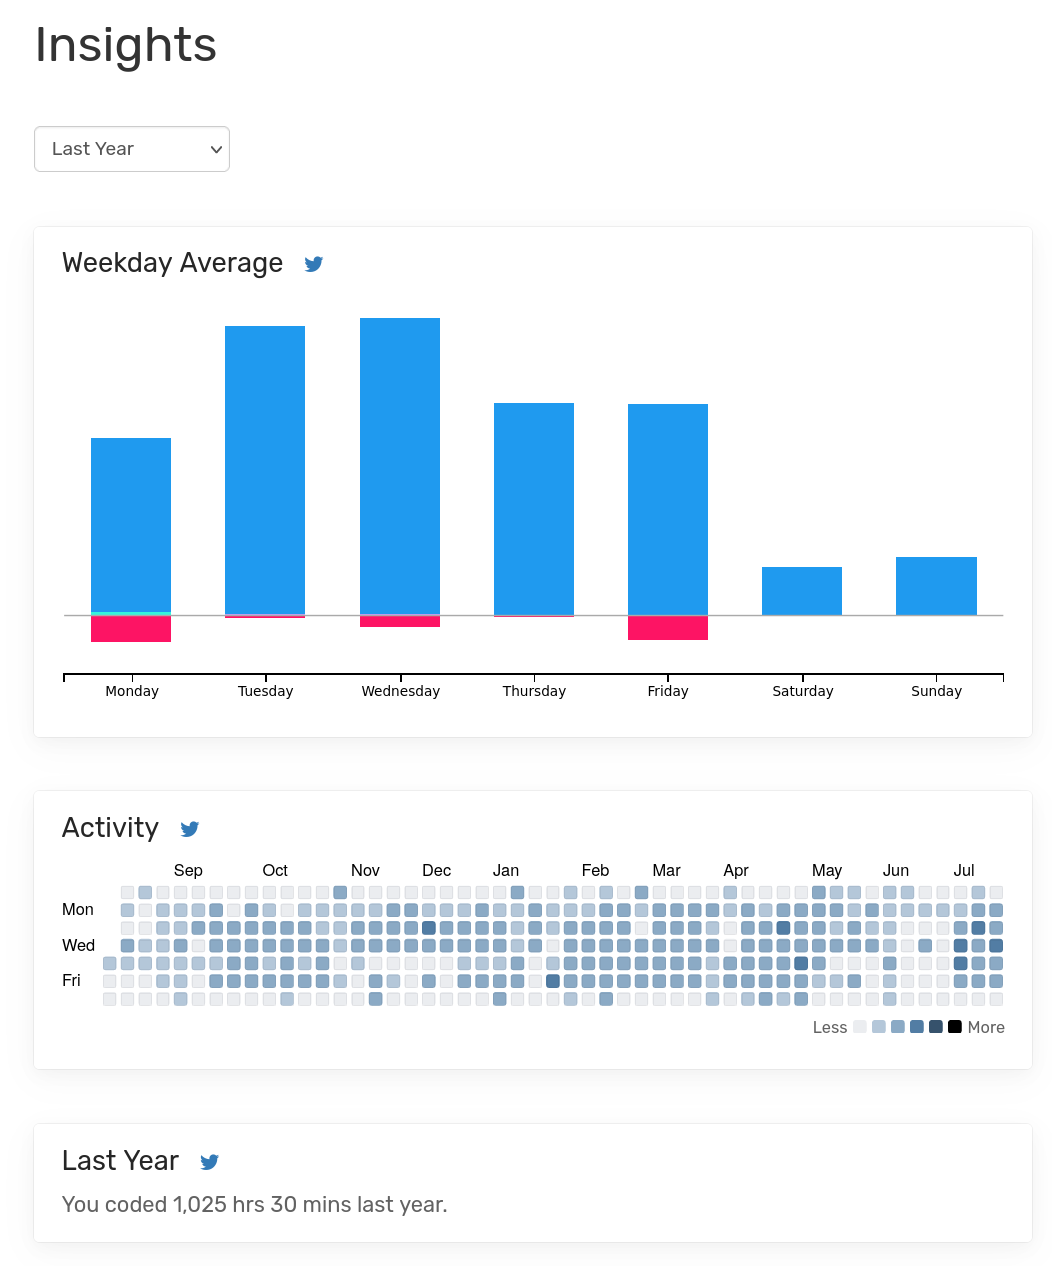 Insights
Last Year
Weekday Average
Monday Tuesday Wednesday Thursday Friday Saturday Sunday
Activity
Sep Oct Nov Dec Jan Feb Mar Apr May Jun Jul
Mon
Wed
Fri
Less More
Last Year
You coded 1,025 hrs 30 mins last year.